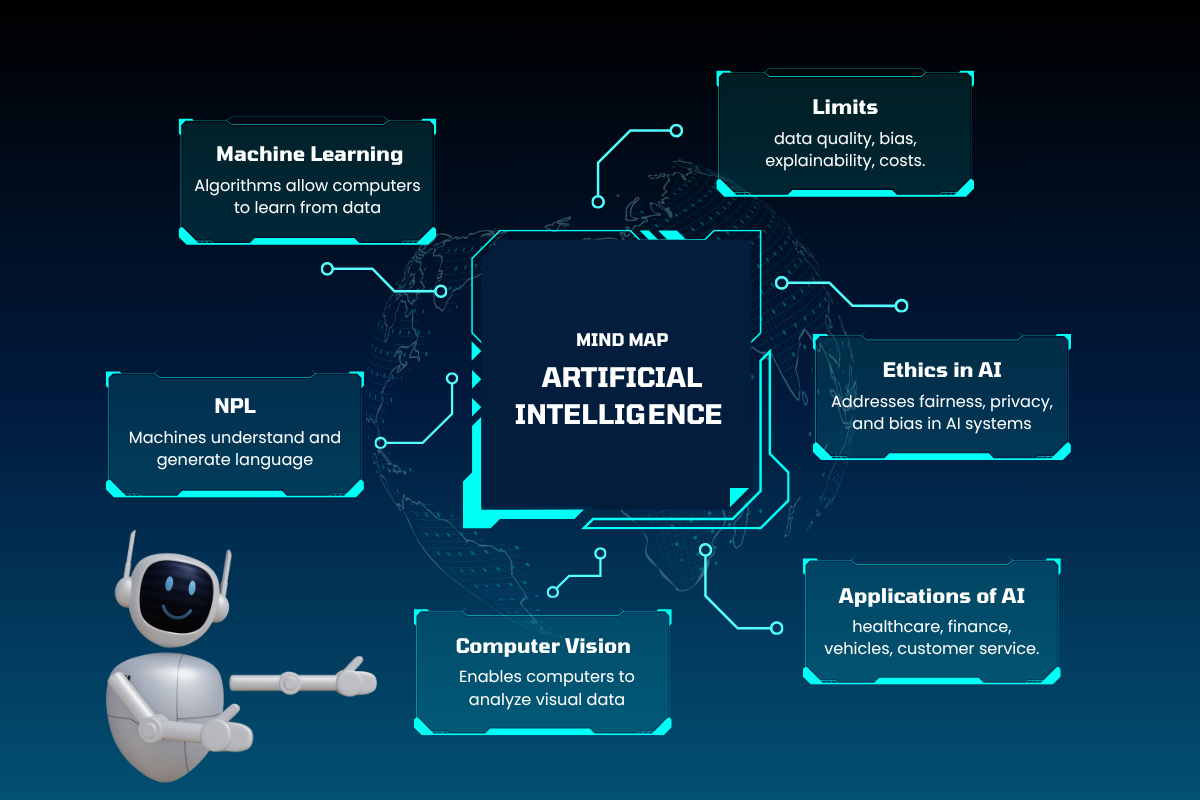 Limits
data quality, bias,
explainability, costs.
Machine Learning
Algorithms allow computers
to learn from data
MIND MAP
ARTIFICIAL
INTELLIGENCE
Ethics in AI
Addresses fairness, privacy,
and bias in AI systems
NPL
Machines understand and
generate language
Applications of AI
healthcare, finance,
vehicles, customer service.
Computer Vision
Enables computers to
analyze visual data